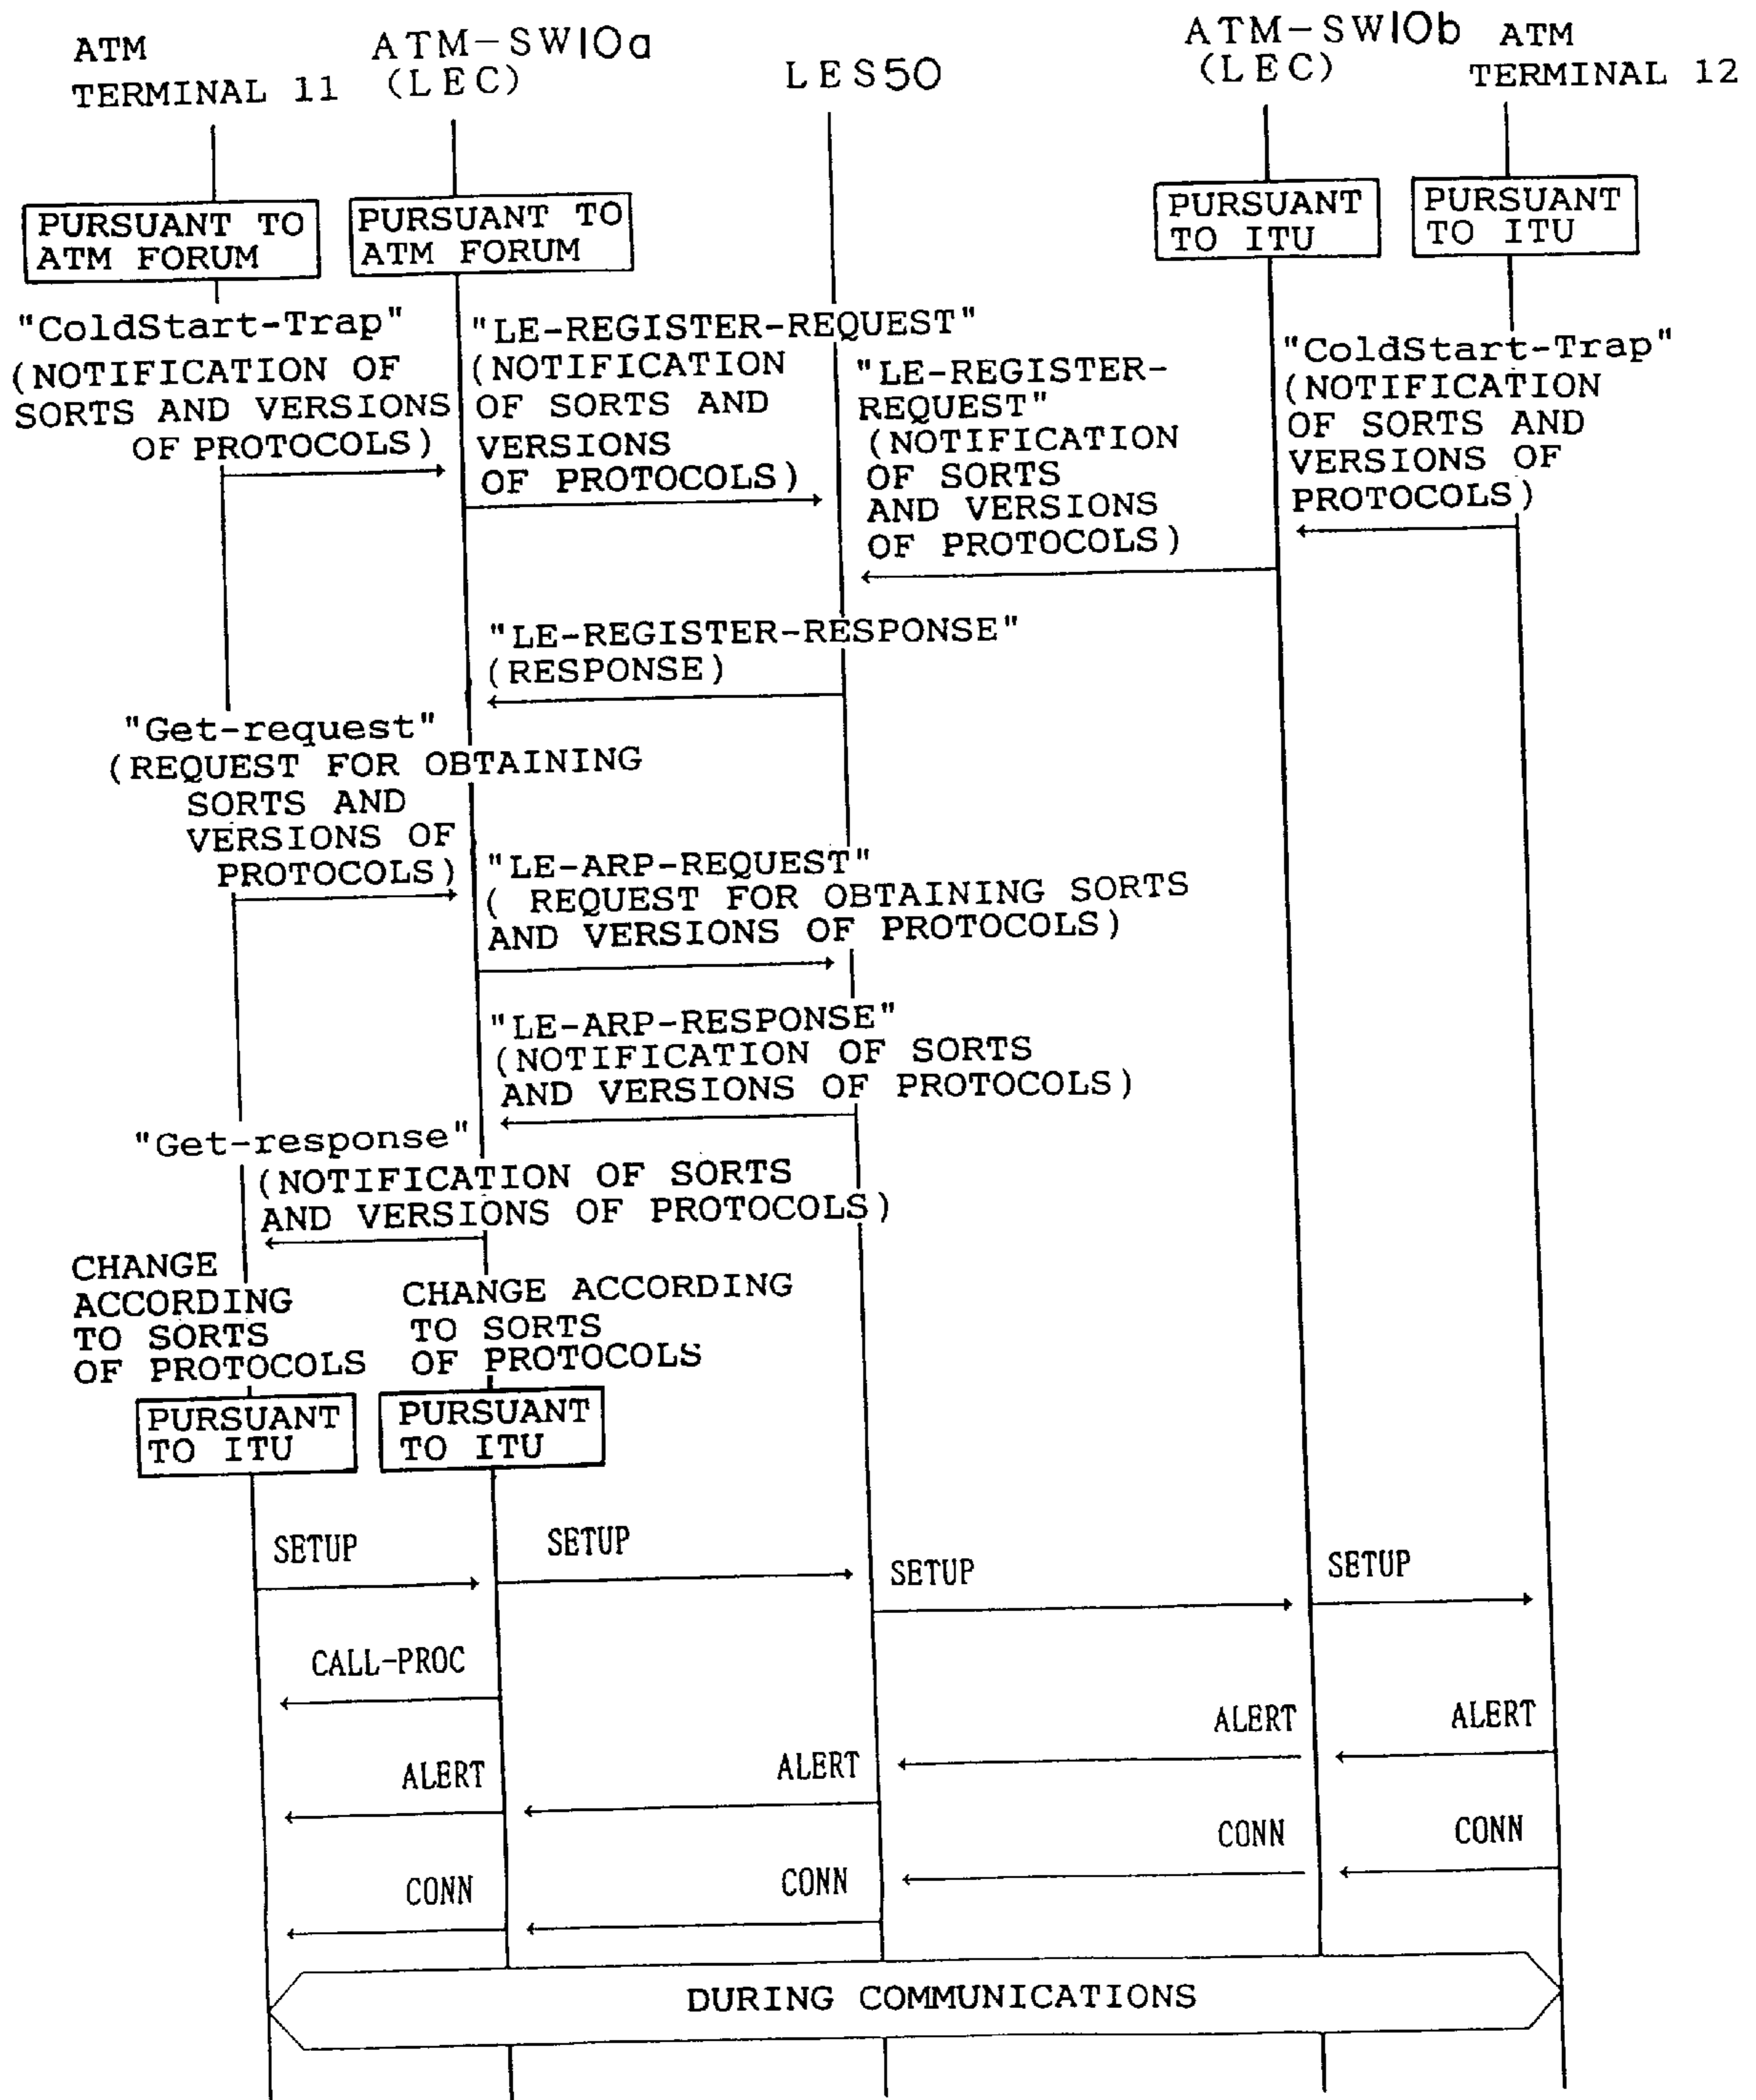 ATM
TERMINAL 11
ATM-SW10a
(LEC)
LES50
ATM-SW10b
(LEC)
ATM
TERMINAL 12
PURSUANT TO
ATM FORUM
PURSUANT TO
ATM FORUM
PURSUANT
TO ITU
PURSUANT
TO ITU
"ColdStart-Trap"
(NOTIFICATION OF
SORTS AND VERSIONS
OF PROTOCOLS)
"LE-REGISTER-REQUEST"
(NOTIFICATION
OF SORTS AND
VERSIONS
OF PROTOCOLS)
"LE-REGISTER-
REQUEST"
(NOTIFICATION
OF SORTS
AND VERSIONS
OF PROTOCOLS)
"ColdStart-Trap"
(NOTIFICATION
OF SORTS AND
VERSIONS OF
PROTOCOLS)
"LE-REGISTER-RESPONSE"
(RESPONSE)
"Get-request"
(REQUEST FOR OBTAINING
SORTS AND
VERSIONS OF
PROTOCOLS)
"LE-ARP-REQUEST"
( REQUEST FOR OBTAINING SORTS
AND VERSIONS OF PROTOCOLS)
"LE-ARP-RESPONSE"
(NOTIFICATION OF SORTS
AND VERSIONS OF PROTOCOLS)
"Get-response"
(NOTIFICATION OF SORTS
AND VERSIONS OF PROTOCOLS)
CHANGE
ACCORDING
TO SORTS
OF PROTOCOLS
CHANGE ACCORDING
TO SORTS
OF PROTOCOLS
PURSUANT
TO ITU
PURSUANT
TO ITU
SETUP
SETUP
SETUP
SETUP
CALL-PROC
ALERT
ALERT
ALERT
ALERT
CONN
CONN
CONN
CONN
DURING COMMUNICATIONS